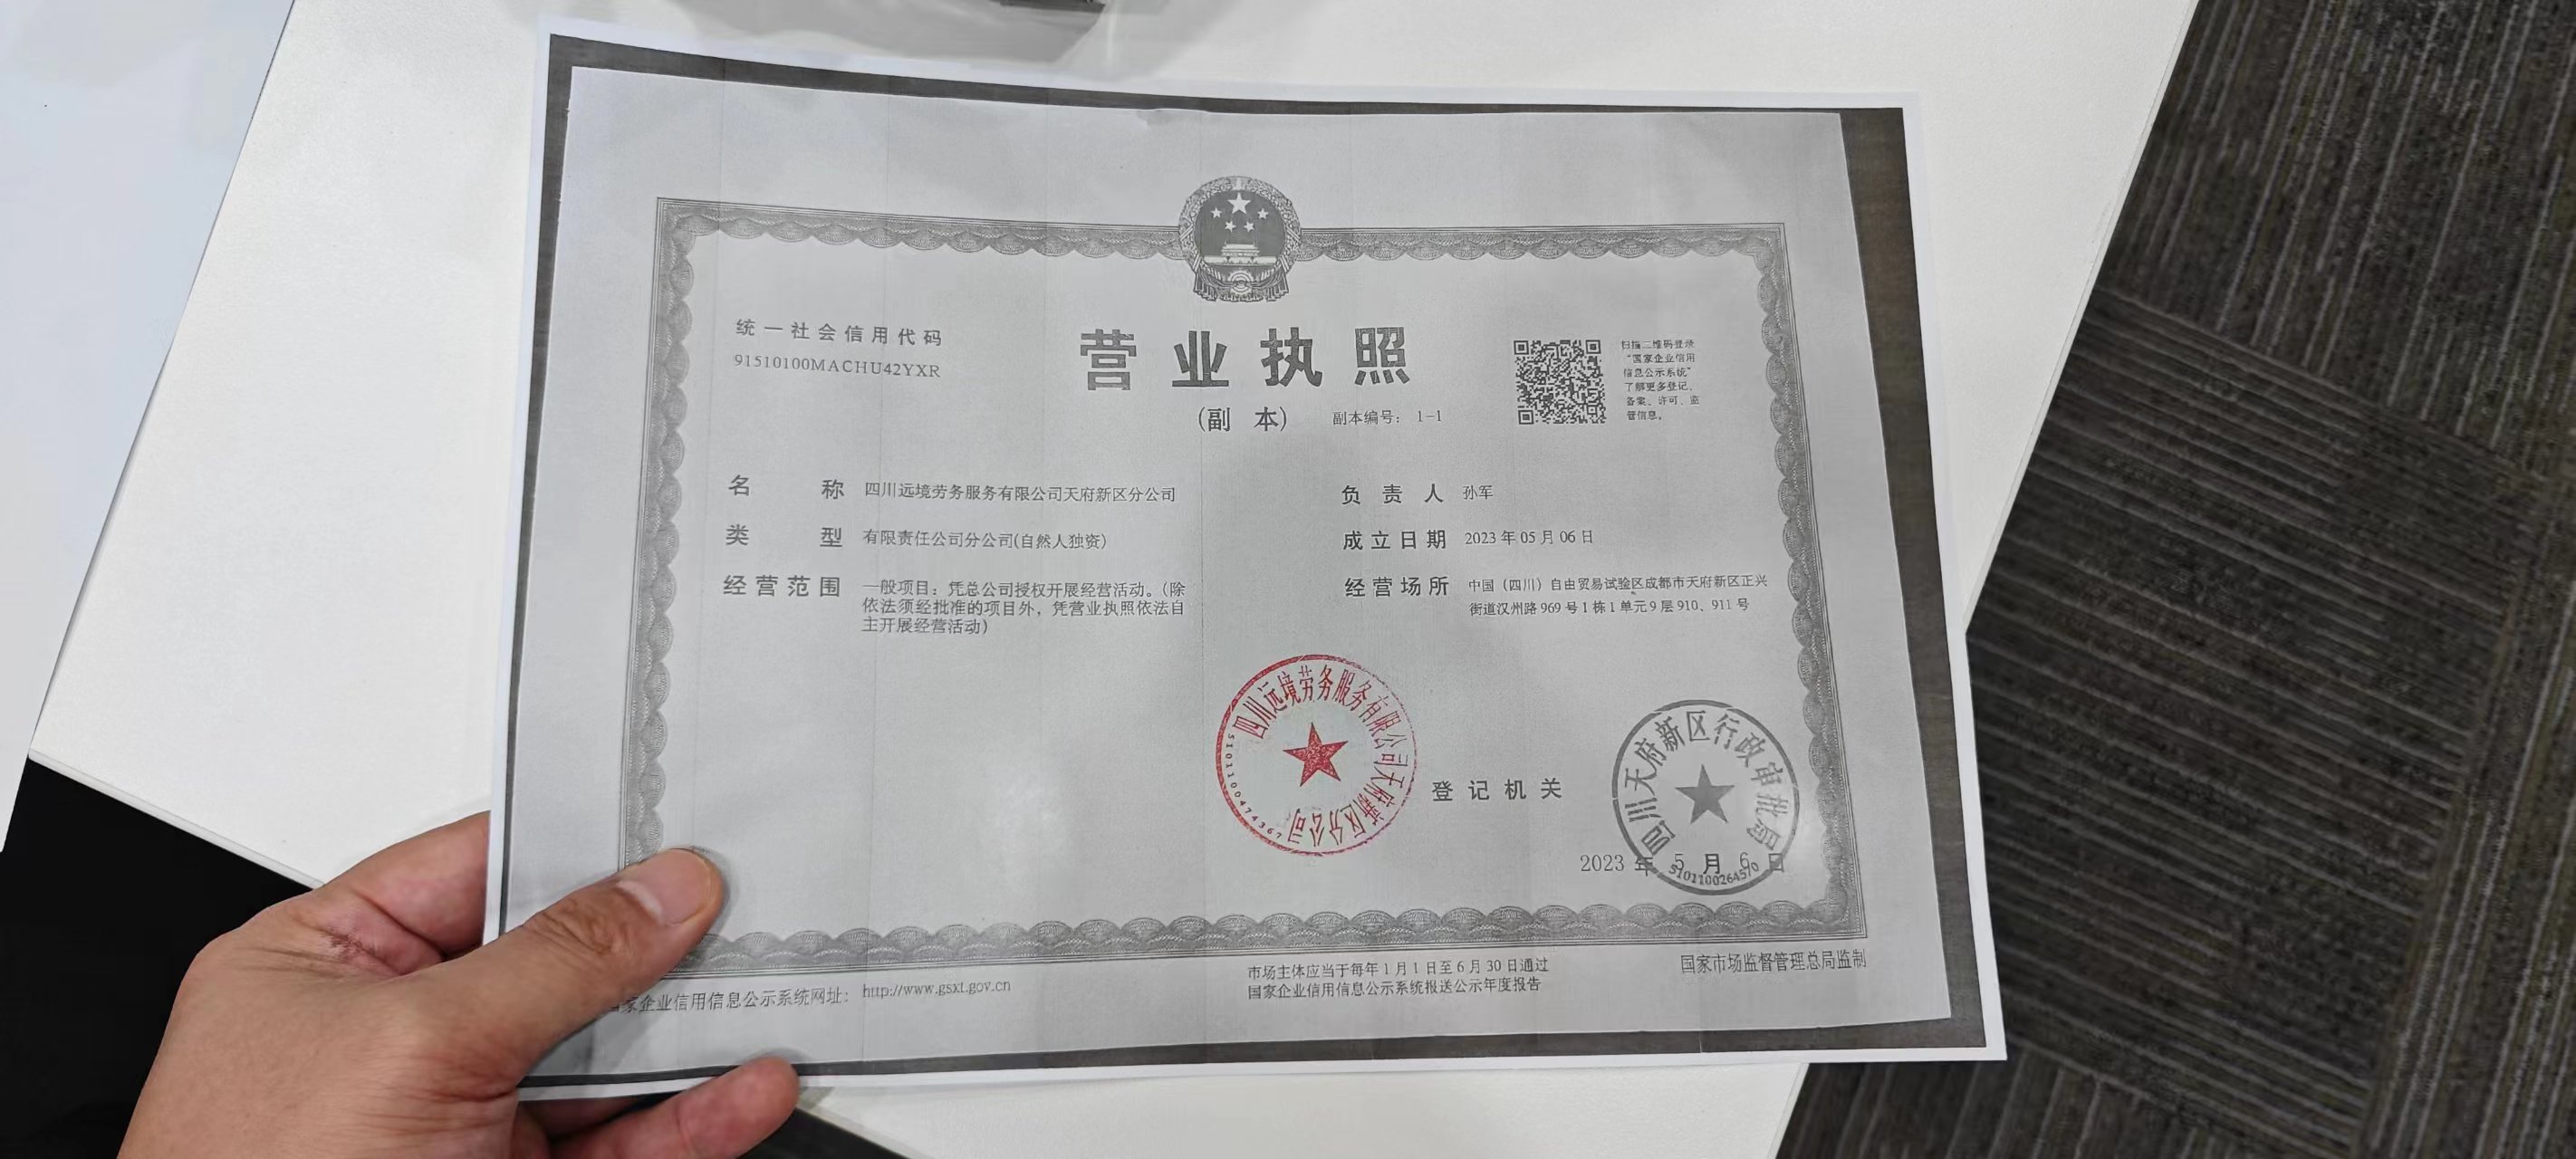 统一社会信用代码
91510100MACHU42YXR
营业执照
(副 本) 副本编号： 1-1
扫描二维码登录
“国家企业信用
信息公示系统”
了解更多登记、
备案、许可、监
管信息。
名 称 四川远境劳务服务有限公司天府新区分公司
类 型 有限责任公司分公司(自然人独资)
经营范围 一般项目：凭总公司授权开展经营活动。（除
依法须经批准的项目外，凭营业执照依法自
主开展经营活动）
负责人 孙军
成立日期 2023 年 05 月 06 日
经营场所 中国（四川）自由贸易试验区成都市天府新区正兴
街道汉州路 969 号 1 栋 1 单元 9 层 910、911 号
四川远境劳务服务有限公司天府新区分公司
5101100474367
登记机关
四川天府新区行政审批局
5101100264570
2023 年 5 月 6 日
国家企业信用信息公示系统网址： http://www.gsxt.gov.cn
市场主体应当于每年 1 月 1 日至 6 月 30 日通过
国家企业信用信息公示系统报送公示年度报告
国家市场监督管理总局监制